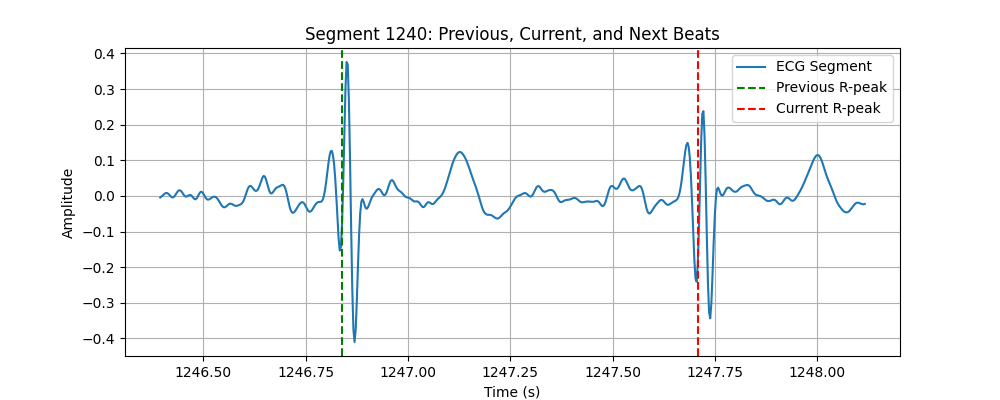 Segment 1240: Previous, Current, and Next Beats
Amplitude
0.4
0.3
0.2
0.1
0.0
−0.1
−0.2
−0.3
−0.4
ECG Segment
Previous R-peak
Current R-peak
1246.50 1246.75 1247.00 1247.25 1247.50 1247.75 1248.00
Time (s)